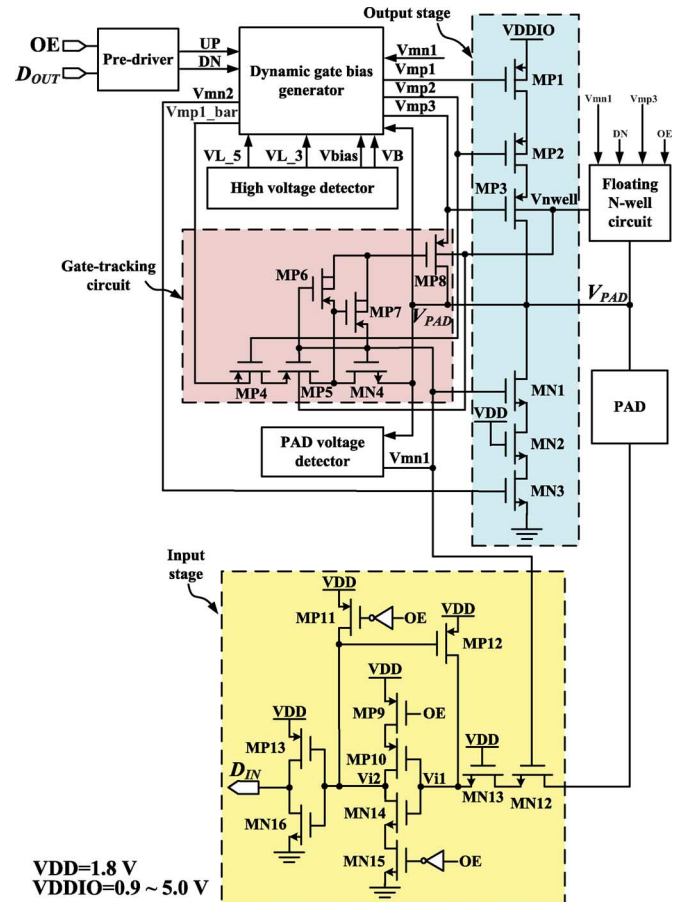 Output stage
OE
D_OUT
Pre-driver
UP
DN
Dynamic gate bias
generator
Vmn1
Vmp1
Vmp2
Vmp3
Vmn2
Vmp1_bar
VL_5
VL_3
Vbias
VB
High voltage detector
VDDIO
MP1
MP2
MP3
Vnwell
Vmn1
Vmp3
DN
OE
Floating
N-well
circuit
Gate-tracking
circuit
MP6
MP7
MP8
V_PAD
V_PAD
MP4
MP5
MN4
MN1
VDD
MN2
MN3
PAD
PAD voltage
detector
Vmn1
Input
stage
VDD
MP11
OE
VDD
MP12
VDD
MP9
OE
VDD
MP13
MP10
VDD
D_IN
Vi2
Vi1
MN13
MN12
MN16
MN14
MN15
OE
VDD=1.8 V
VDDIO=0.9 ~ 5.0 V